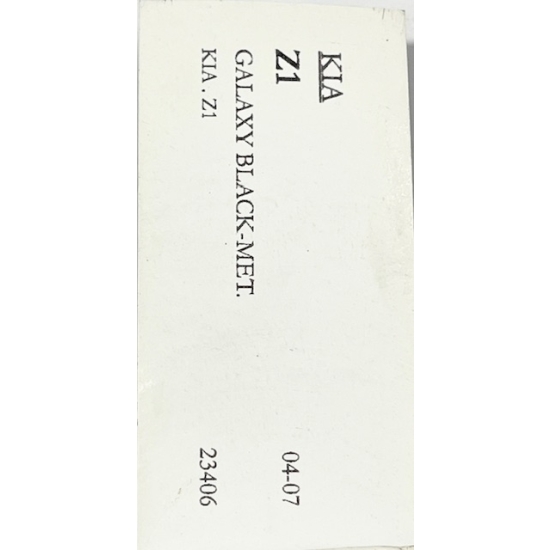 KIA
Z1 04-07
GALAXY BLACK-MET.
KIA . Z1 23406